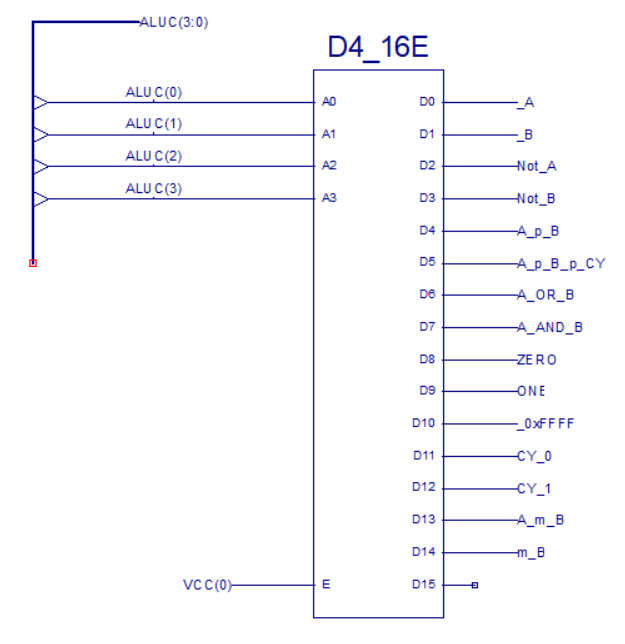 ALUC(3:0)
D4_16E
ALUC(0) A0 D0 _A
ALUC(1) A1 D1 _B
ALUC(2) A2 D2 Not_A
ALUC(3) A3 D3 Not_B
D4 A_p_B
D5 A_p_B_p_CY
D6 A_OR_B
D7 A_AND_B
D8 ZERO
D9 ONE
D10 _0xFFFF
D11 CY_0
D12 CY_1
D13 A_m_B
D14 m_B
VCC(0) E D15